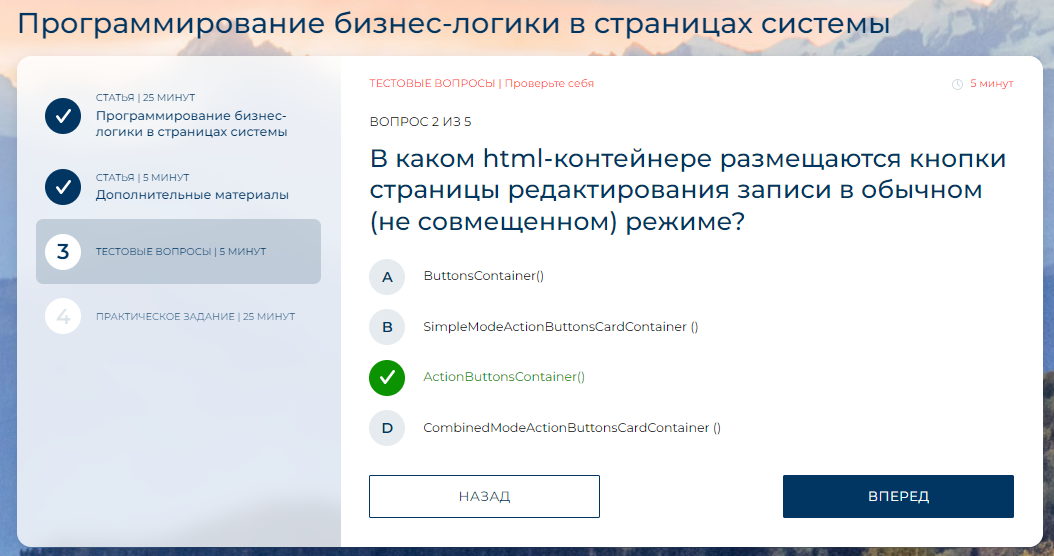 Программирование бизнес-логики в страницах системы
СТАТЬЯ | 25 МИНУТ
Программирование бизнес-
логики в страницах системы
СТАТЬЯ | 5 МИНУТ
Дополнительные материалы
3
ТЕСТОВЫЕ ВОПРОСЫ | 5 МИНУТ
4
ПРАКТИЧЕСКОЕ ЗАДАНИЕ | 25 МИНУТ
ТЕСТОВЫЕ ВОПРОСЫ | Проверьте себя
5 минут
ВОПРОС 2 ИЗ 5
В каком html-контейнере размещаются кнопки
страницы редактирования записи в обычном
(не совмещенном) режиме?
A ButtonsContainer()
B SimpleModeActionButtonsCardContainer ()
ActionButtonsContainer()
D CombinedModeActionButtonsCardContainer ()
НАЗАД
ВПЕРЕД